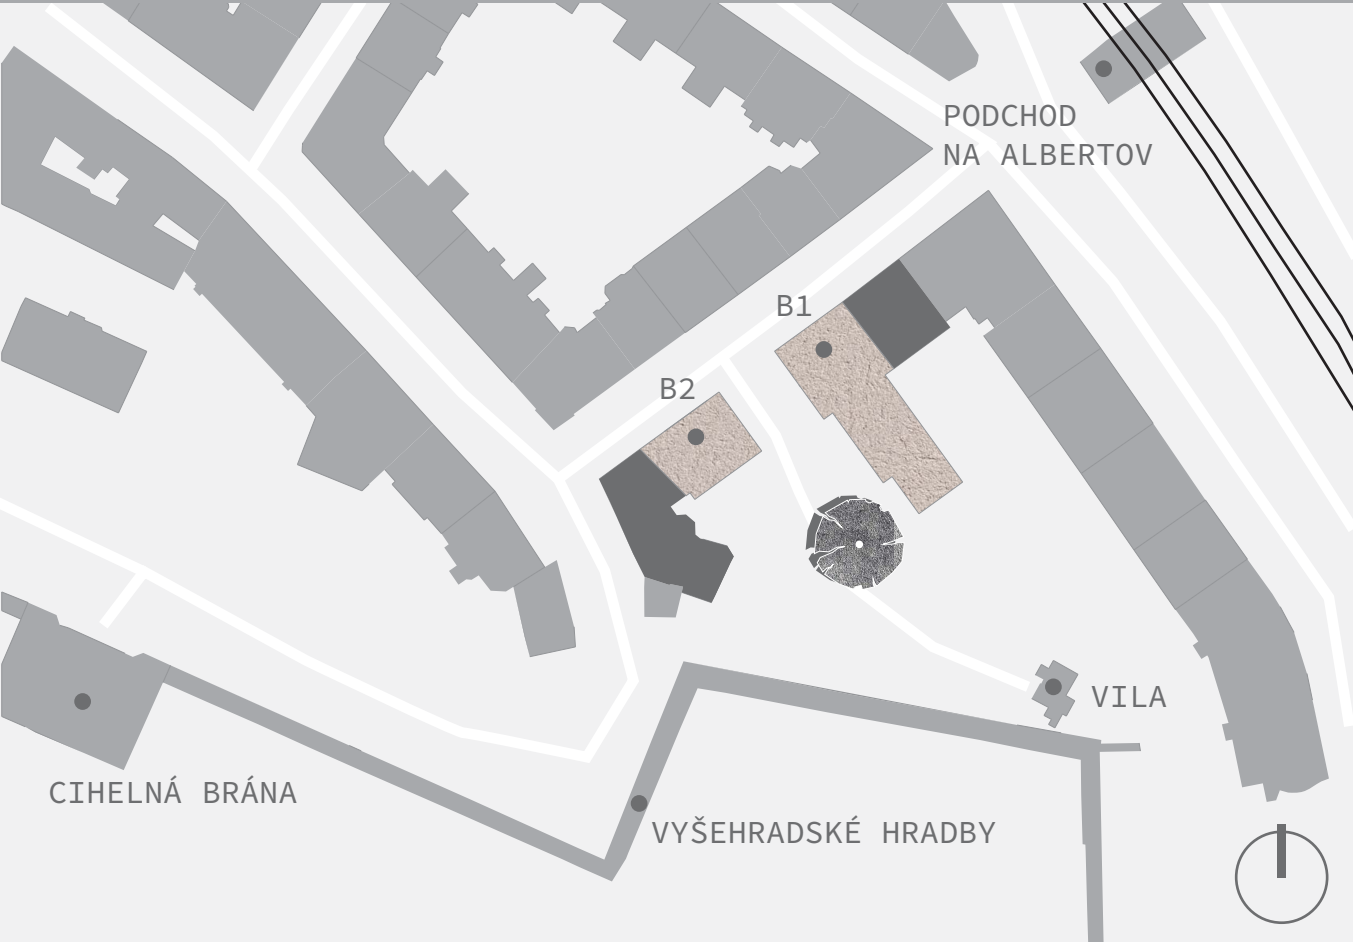 PODCHOD
NA ALBERTOV
B1
B2
VILA
CIHELNÁ BRÁNA
VYŠEHRADSKÉ HRADBY